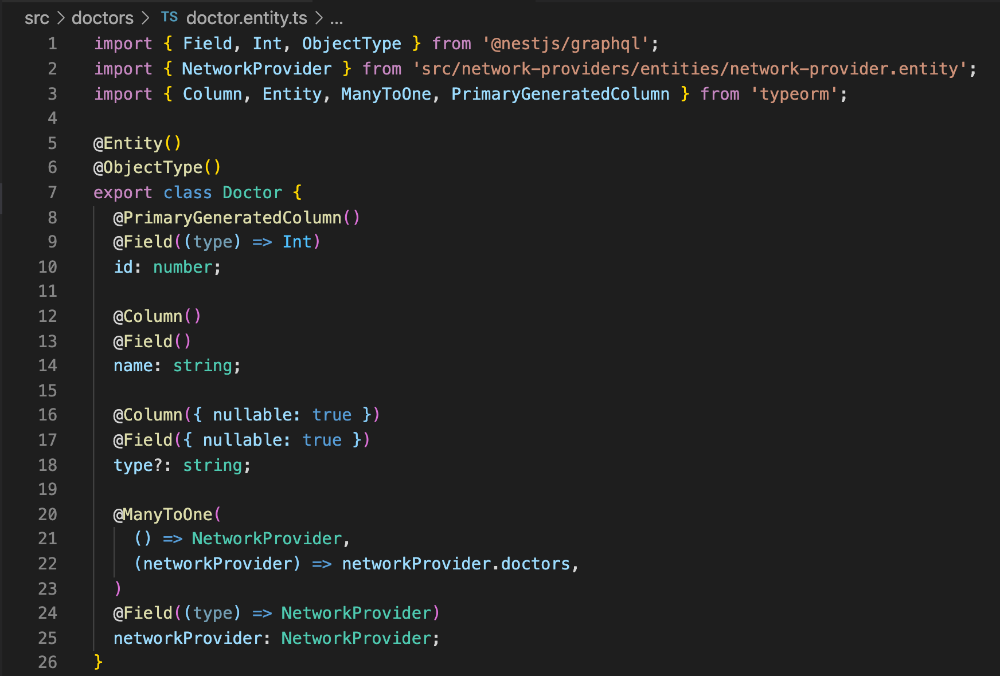 src > doctors > TS doctor.entity.ts > ...
1 import { Field, Int, ObjectType } from '@nestjs/graphql';
2 import { NetworkProvider } from 'src/network-providers/entities/network-provider.entity';
3 import { Column, Entity, ManyToOne, PrimaryGeneratedColumn } from 'typeorm';
4
5 @Entity()
6 @ObjectType()
7 export class Doctor {
8   @PrimaryGeneratedColumn()
9   @Field((type) => Int)
10   id: number;
11
12   @Column()
13   @Field()
14   name: string;
15
16   @Column({ nullable: true })
17   @Field({ nullable: true })
18   type?: string;
19
20   @ManyToOne(
21     () => NetworkProvider,
22     (networkProvider) => networkProvider.doctors,
23   )
24   @Field((type) => NetworkProvider)
25   networkProvider: NetworkProvider;
26 }